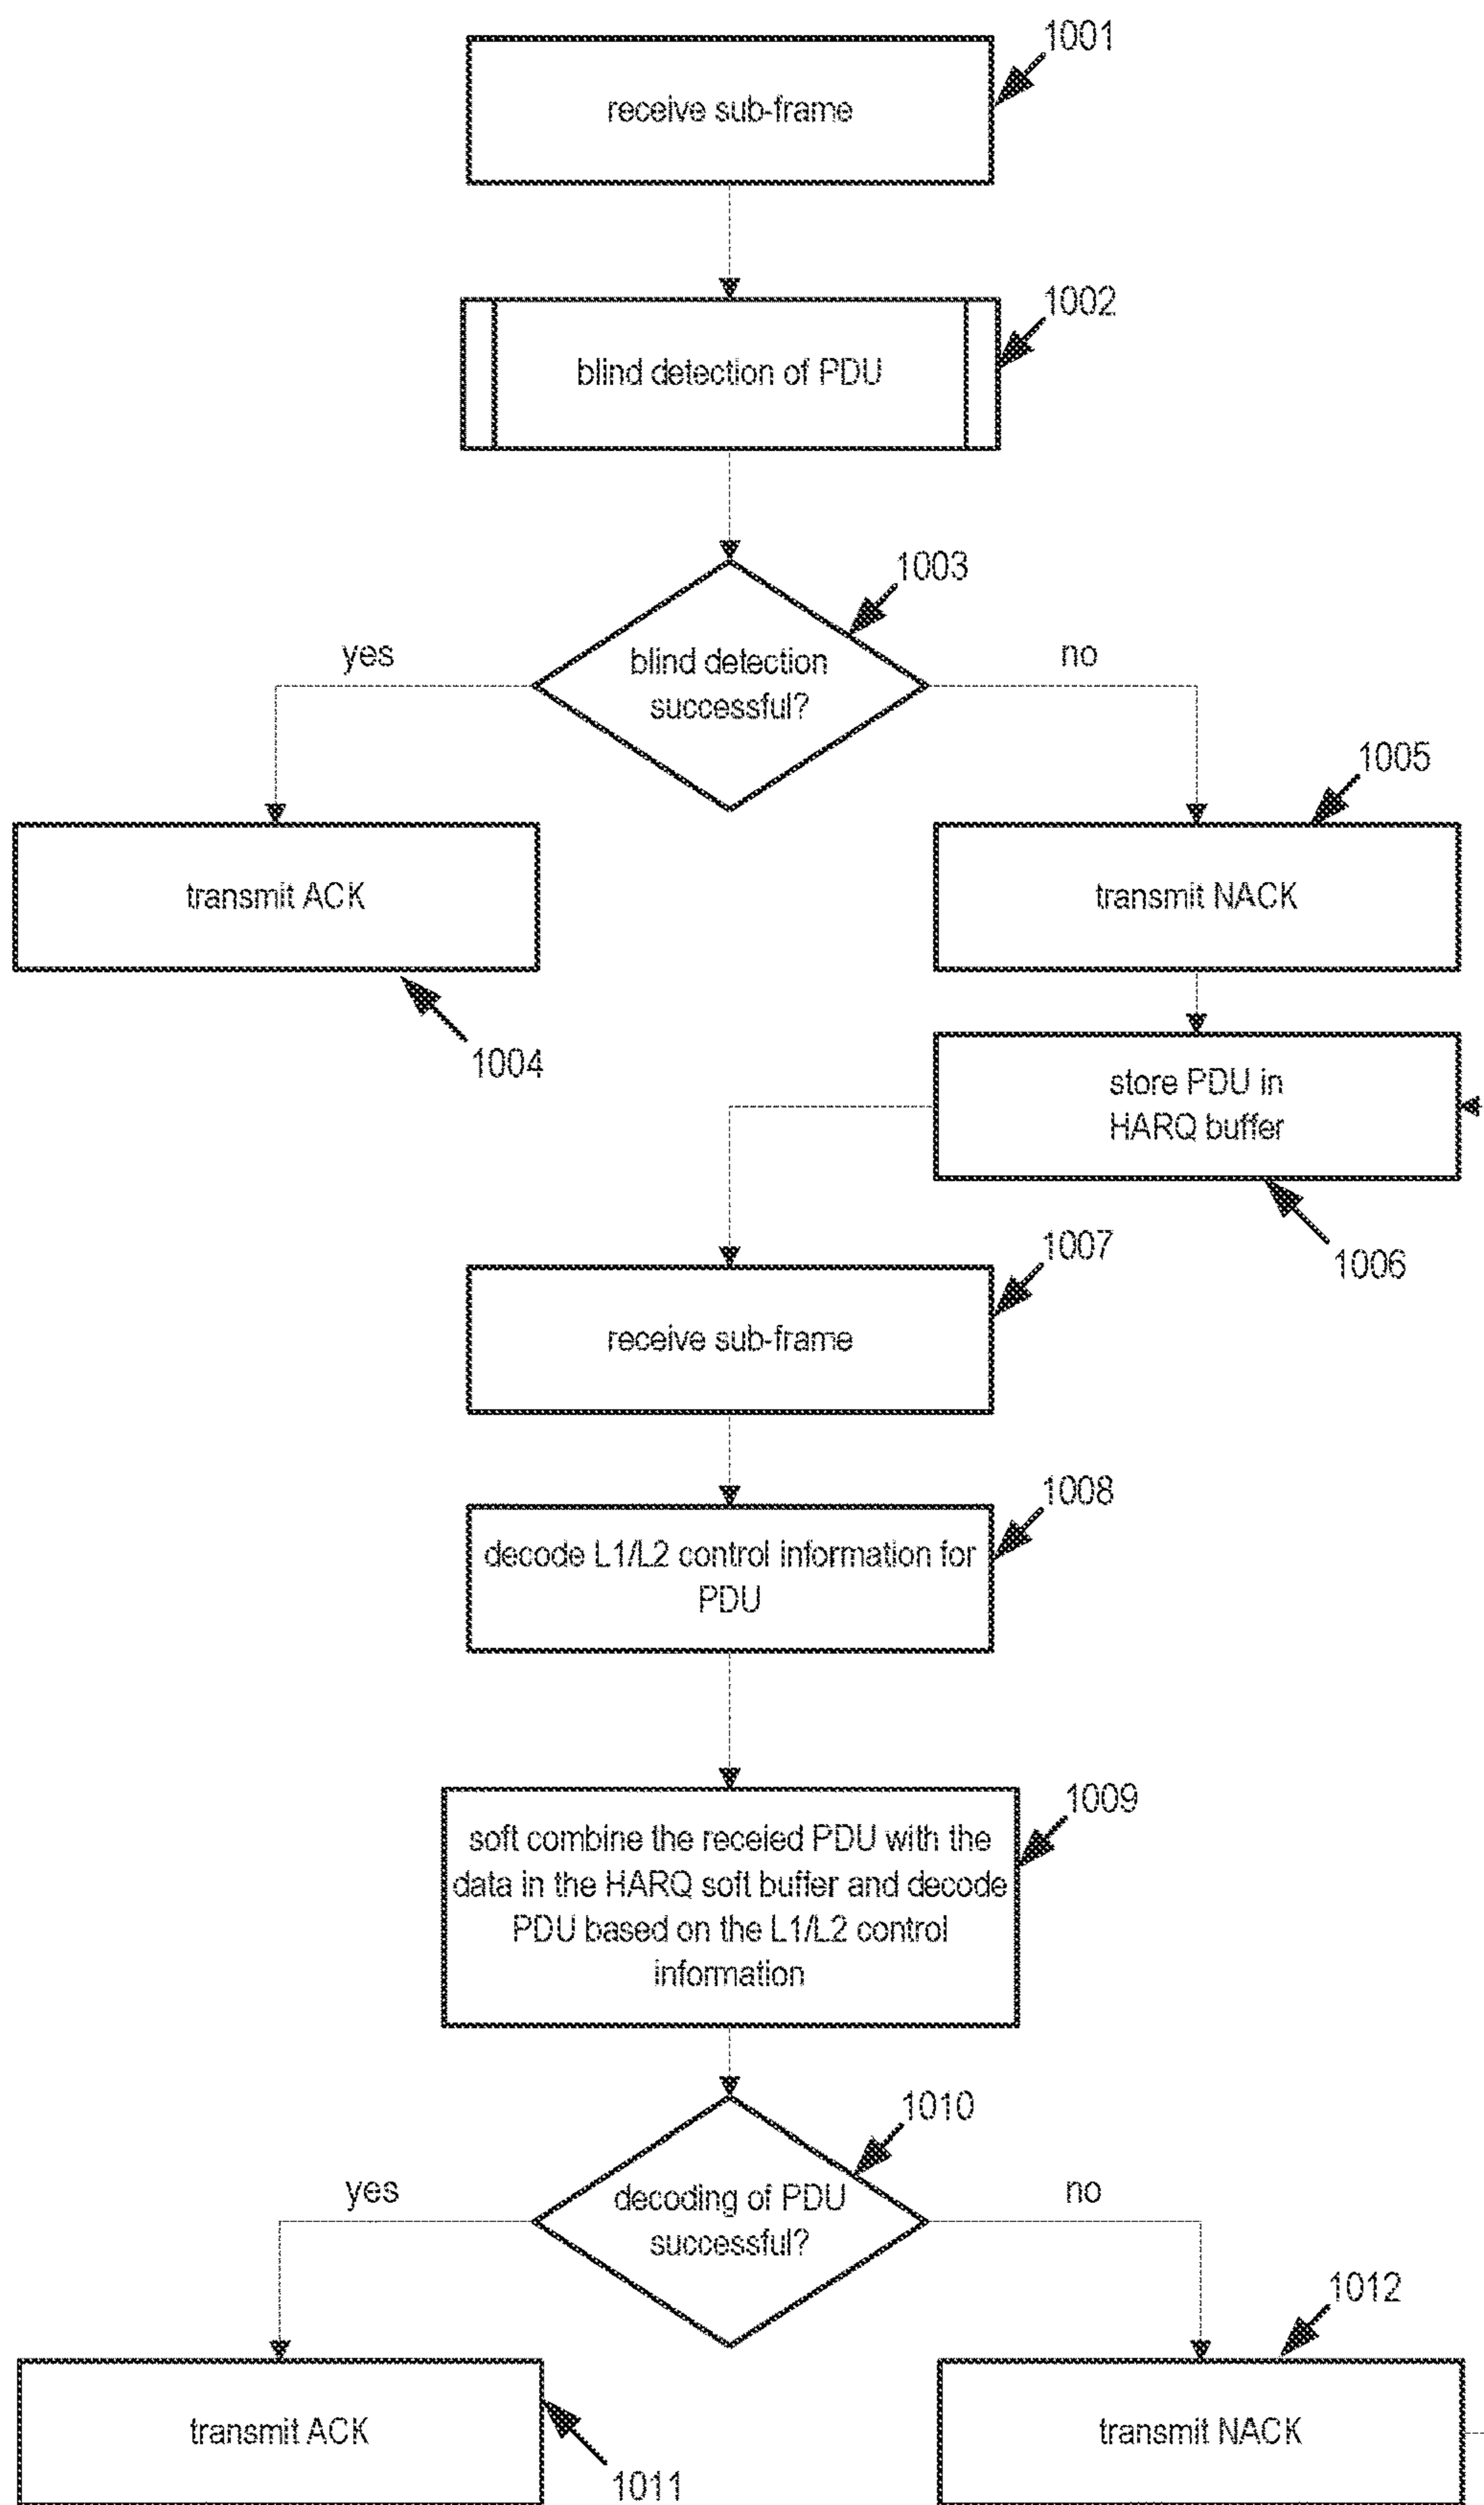 1001
receive sub-frame
1002
blind detection of PDU
1003
yes
no
blind detection
successful?
1005
transmit ACK
transmit NACK
1004
store PDU in
HARQ buffer
1007
1006
receive sub-frame
1008
decode L1/L2 control information for
PDU
1009
soft combine the receied PDU with the
data in the HARQ soft buffer and decode
PDU based on the L1/L2 control
information
1010
yes
no
decoding of PDU
successful?
1012
transmit ACK
transmit NACK
1011